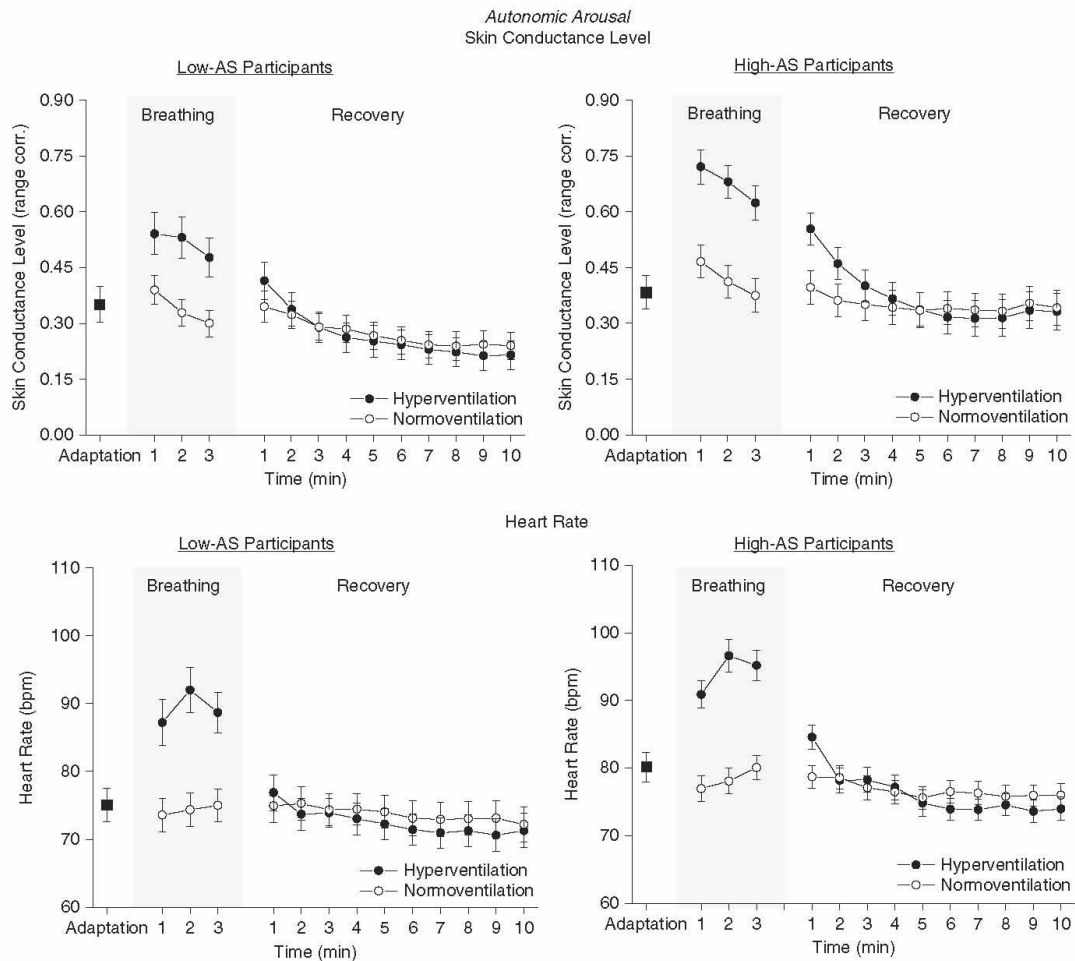 Autonomic Arousal
Skin Conductance Level
Low-AS Participants
Skin Conductance Level (range corr.)
0.90
0.75
0.60
0.45
0.30
0.15
0.00
Breathing
Recovery
Hyperventilation
Normoventilation
Adaptation 1 2 3 1 2 3 4 5 6 7 8 9 10
Time (min)
High-AS Participants
Skin Conductance Level (range corr.)
0.90
0.75
0.60
0.45
0.30
0.15
0.00
Breathing
Recovery
Hyperventilation
Normoventilation
Adaptation 1 2 3 1 2 3 4 5 6 7 8 9 10
Time (min)
Heart Rate
Low-AS Participants
Heart Rate (bpm)
110
100
90
80
70
60
Breathing
Recovery
Hyperventilation
Normoventilation
Adaptation 1 2 3 1 2 3 4 5 6 7 8 9 10
Time (min)
High-AS Participants
Heart Rate (bpm)
110
100
90
80
70
60
Breathing
Recovery
Hyperventilation
Normoventilation
Adaptation 1 2 3 1 2 3 4 5 6 7 8 9 10
Time (min)